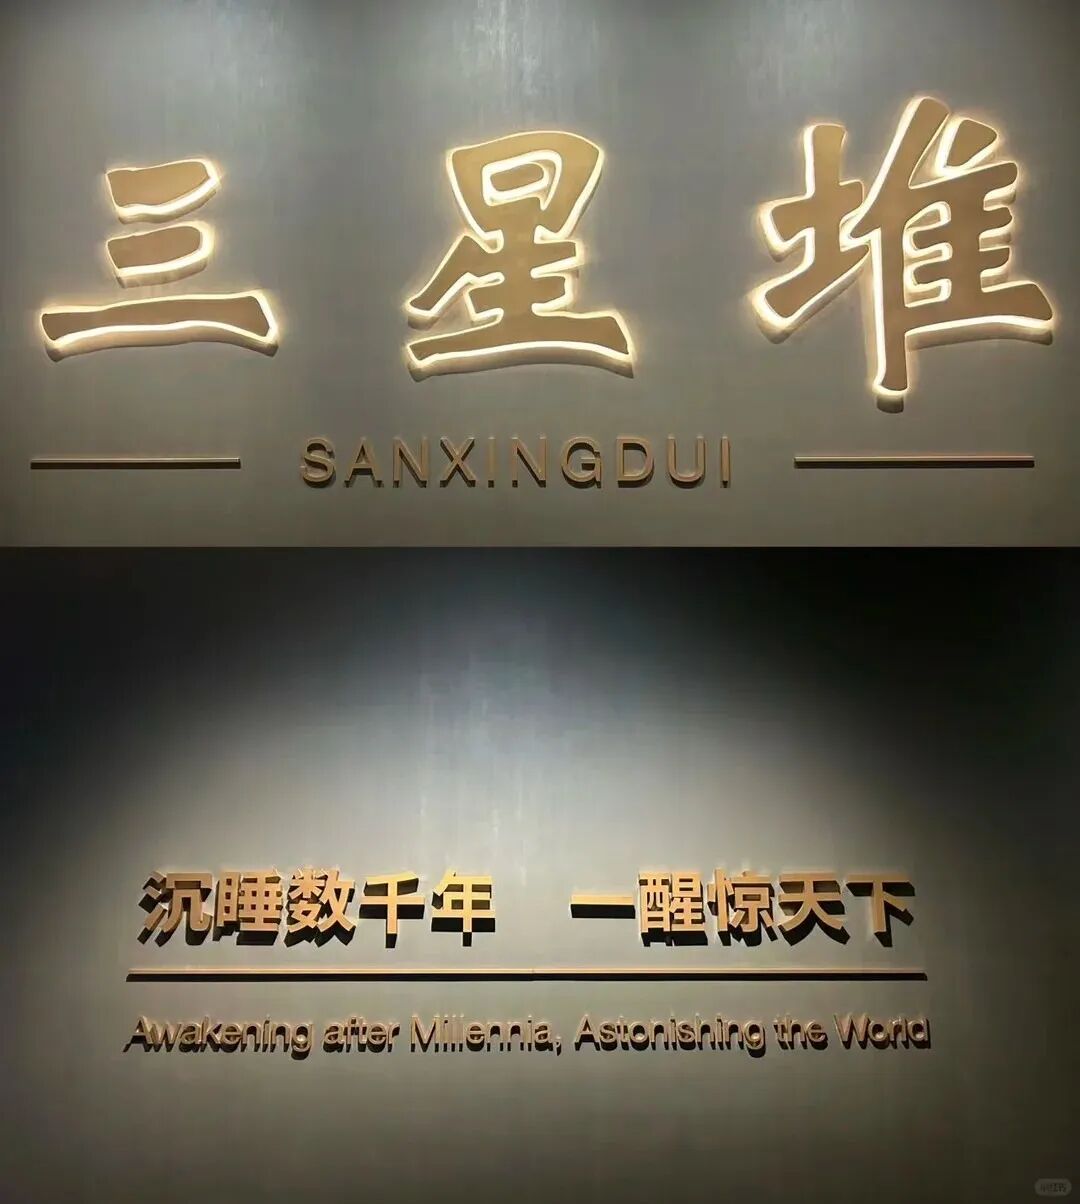 三星堆
SANXINGDUI
沉睡数千年 一醒惊天下
Awakening after Millennia, Astonishing the World